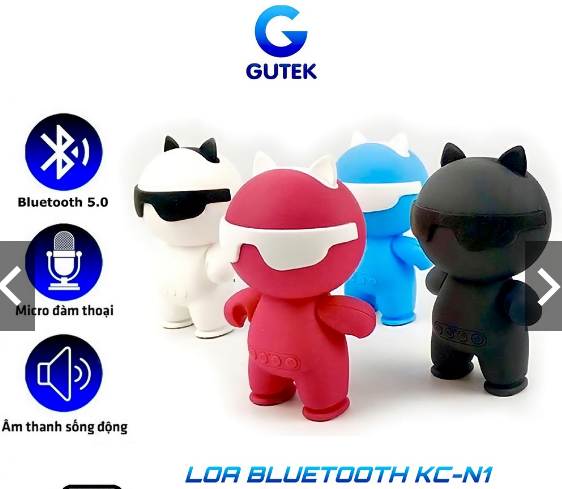 GUTEK
Bluetooth 5.0
Micro đàm thoại
Âm thanh sống động
LOA BLUETOOTH KC-N1